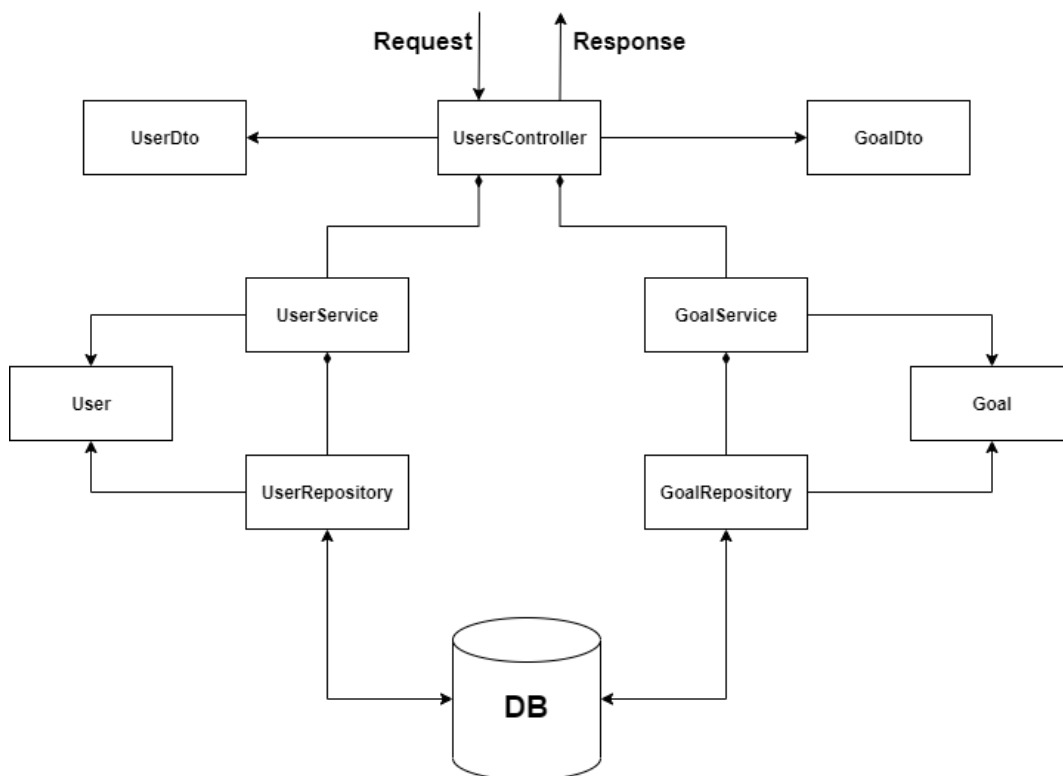 Request
Response
UserDto
UsersController
GoalDto
UserService
GoalService
User
Goal
UserRepository
GoalRepository
DB